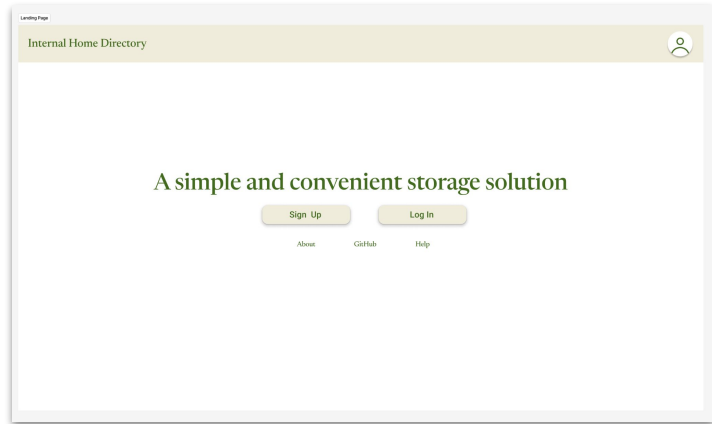 Landing Page
Internal Home Directory
A simple and convenient storage solution
Sign Up Log In
About GitHub Help